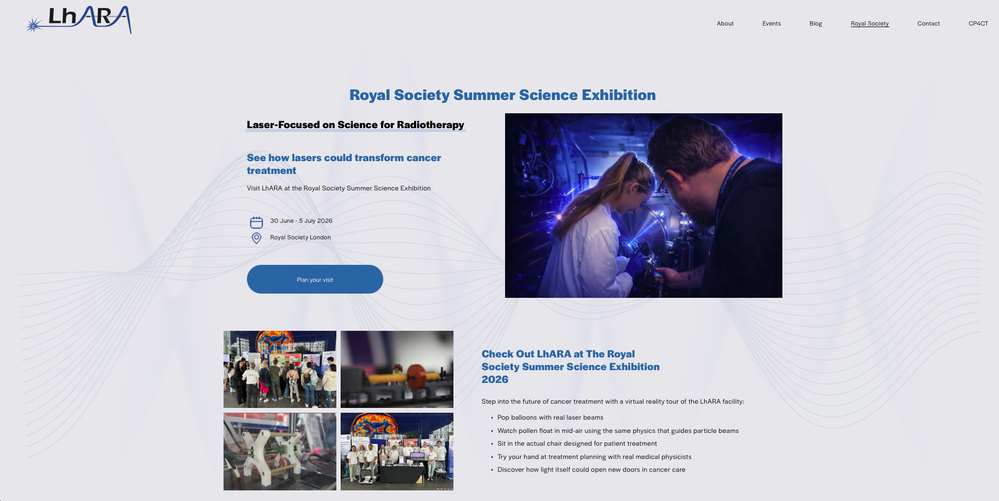 LhARA
About
Events
Blog
Royal Society
Contact
CP4CT
Royal Society Summer Science Exhibition
Laser-Focused on Science for Radiotherapy
See how lasers could transform cancer
treatment
Visit LhARA at the Royal Society Summer Science Exhibition
30 June - 5 July 2026
Royal Society London
Plan your visit
Check Out LhARA at The Royal
Society Summer Science Exhibition
2026
Step into the future of cancer treatment with a virtual reality tour of the LhARA facility:
• Pop balloons with real laser beams
• Watch pollen float in mid-air using the same physics that guides particle beams
• Sit in the actual chair designed for patient treatment
• Try your hand at treatment planning with real medical physicists
• Discover how light itself could open new doors in cancer care